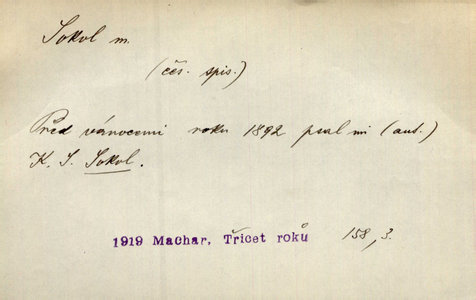 Sokol m.
(čes. spis.)
Před vánocemi roku 1892 psal mi (aut.)
K. S. Sokol.
1919 Machar, Třicet roků 158, 3.